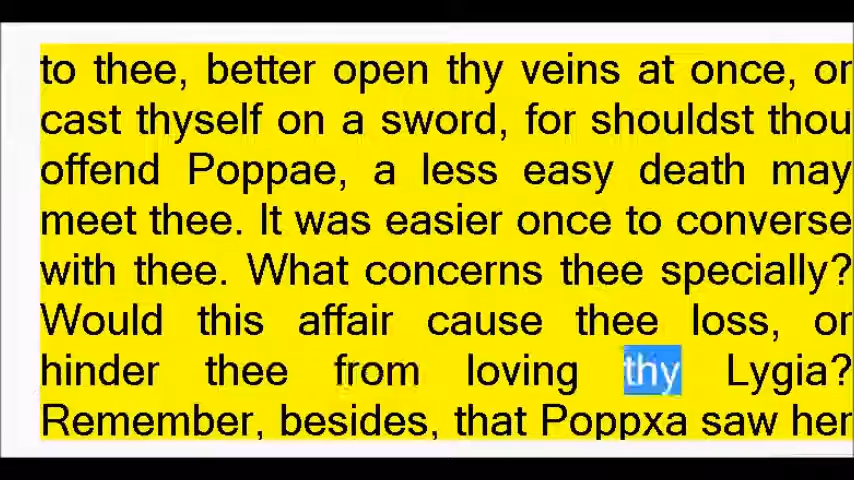 to thee, better open thy veins at once, or
cast thyself on a sword, for shouldst thou
offend Poppae, a less easy death may
meet thee. It was easier once to converse
with thee. What concerns thee specially?
Would this affair cause thee loss, or
hinder thee from loving thy Lygia?
Remember, besides, that Poppxa saw her